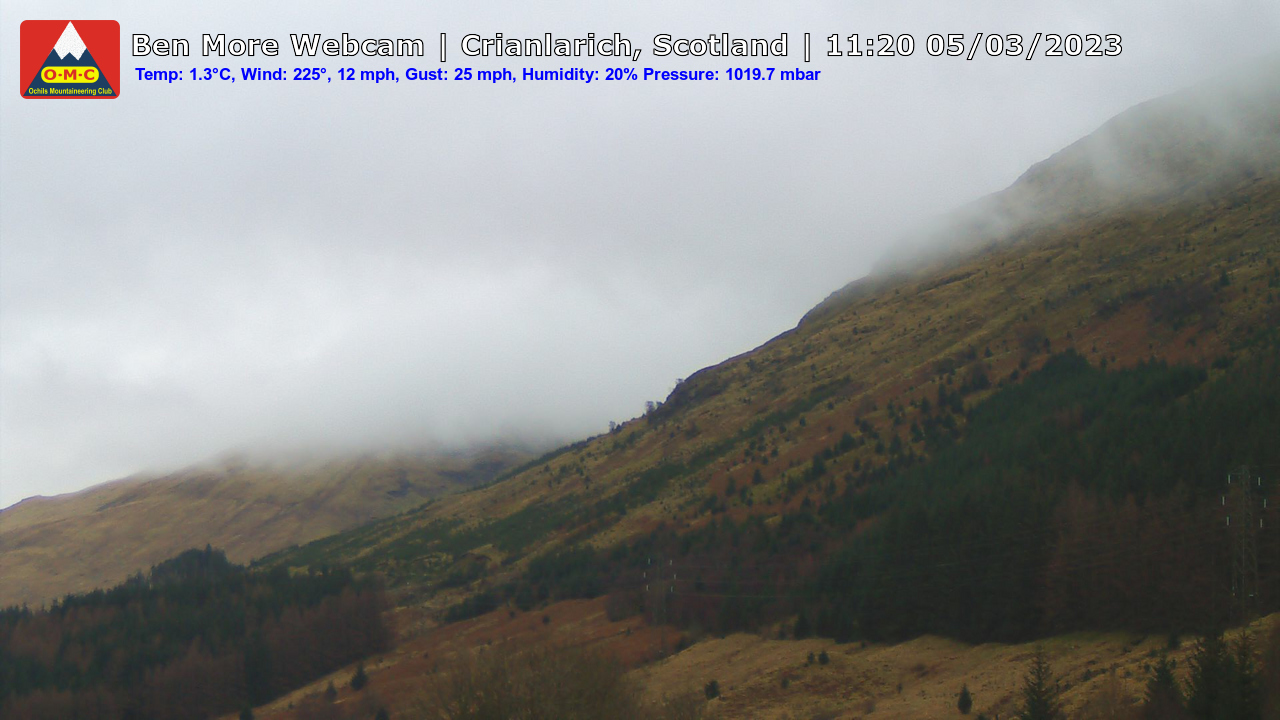 Ben More Webcam | Crianlarich, Scotland | 11:20 05/03/2023
Temp: 1.3°C, Wind: 225°, 12 mph, Gust: 25 mph, Humidity: 20% Pressure: 1019.7 mbar
O·M·C
Ochils Mountaineering Club